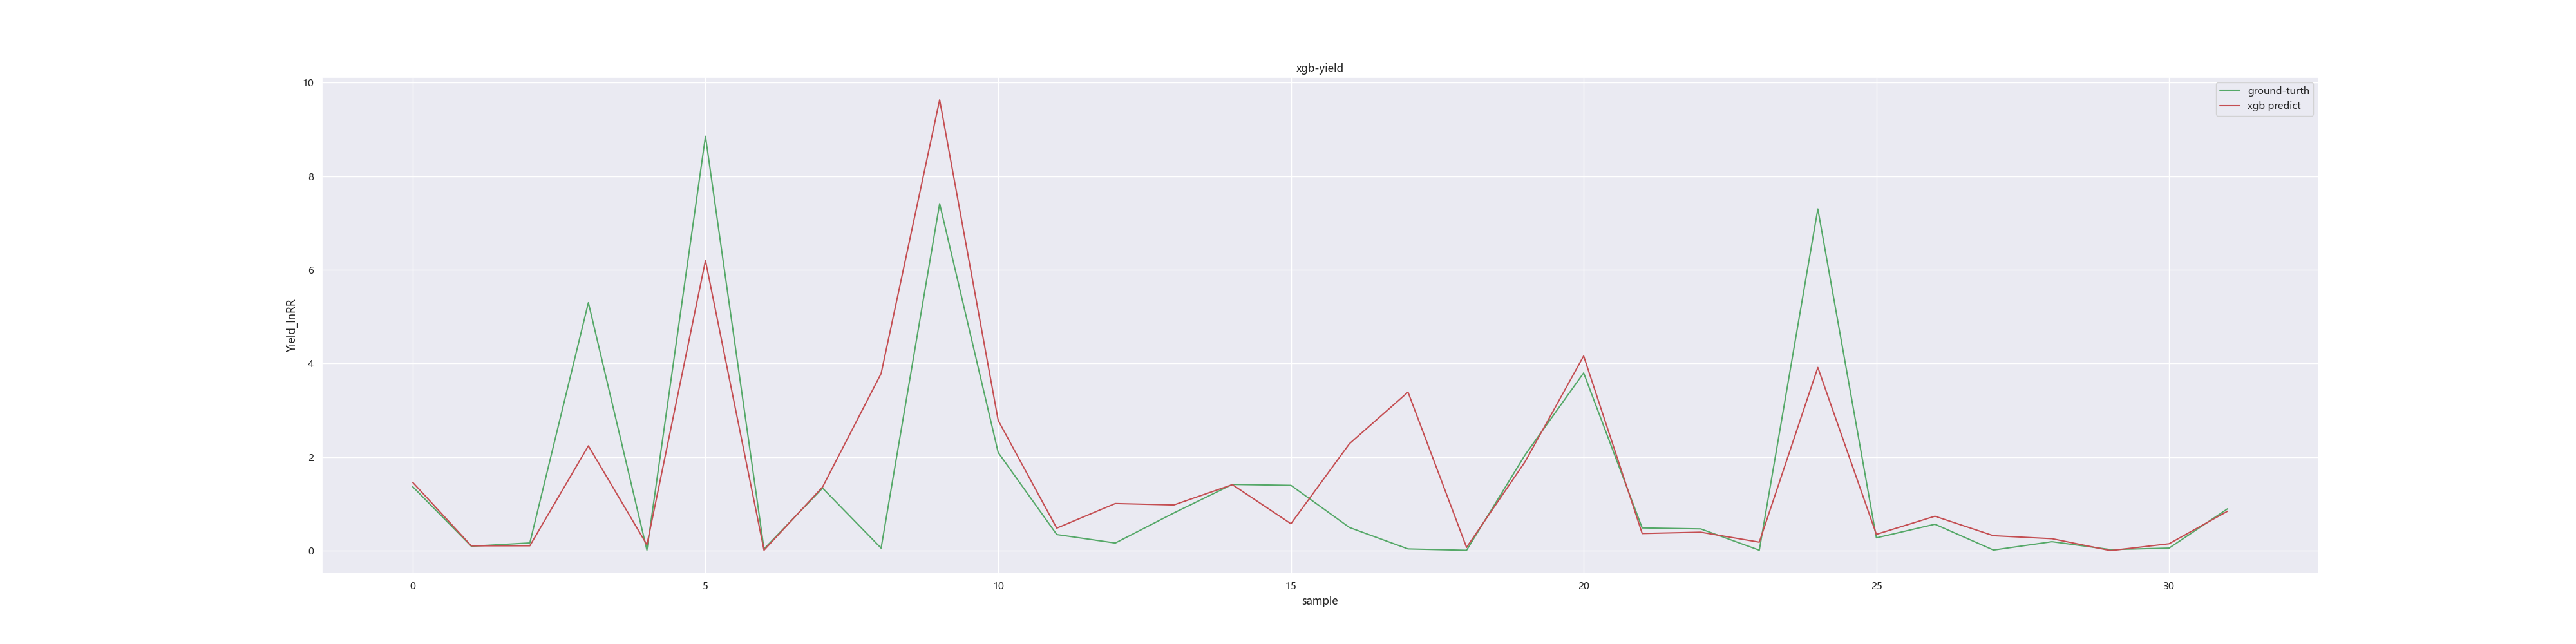 xgb-yield
ground-turth
xgb predict
10
8
6
4
2
0
Yield_lnRR
0 5 10 15 20 25 30
sample